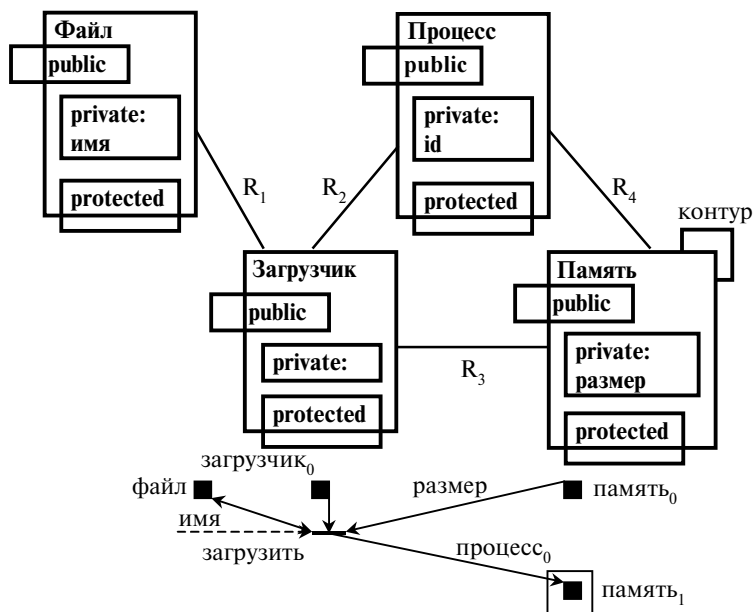 Файл
public
private:
имя
protected
Процесс
public
private:
id
protected
R₁
R₂
R₄
контур
Загрузчик
public
private:
protected
R₃
Память
public
private:
размер
protected
загрузчик₀
файл
размер
память₀
имя
загрузить
процесс₀
память₁